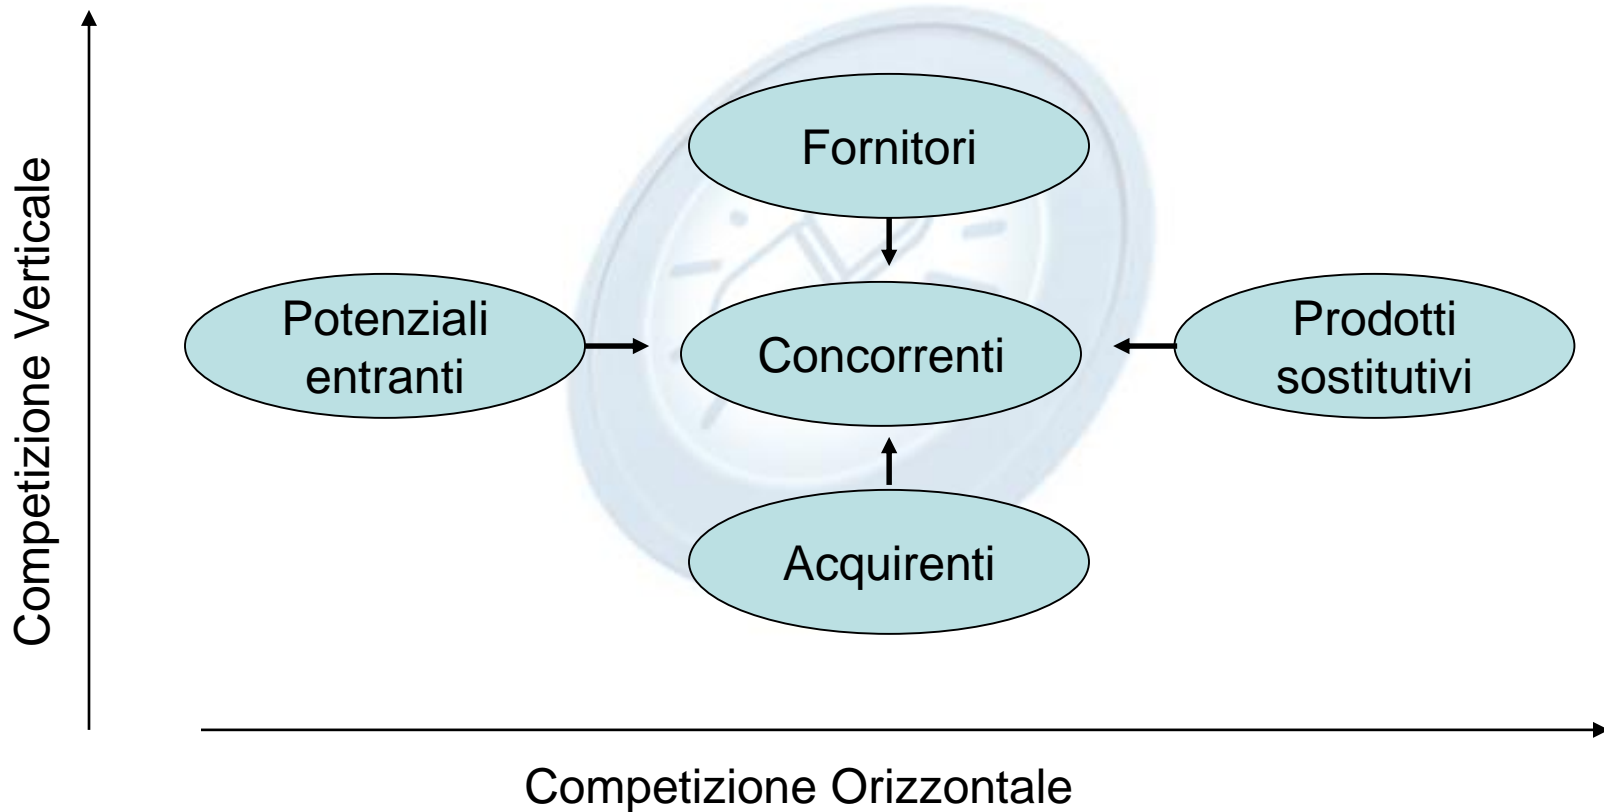 Competizione Verticale
Fornitori
Potenziali
entranti
Concorrenti
Prodotti
sostitutivi
Acquirenti
Competizione Orizzontale